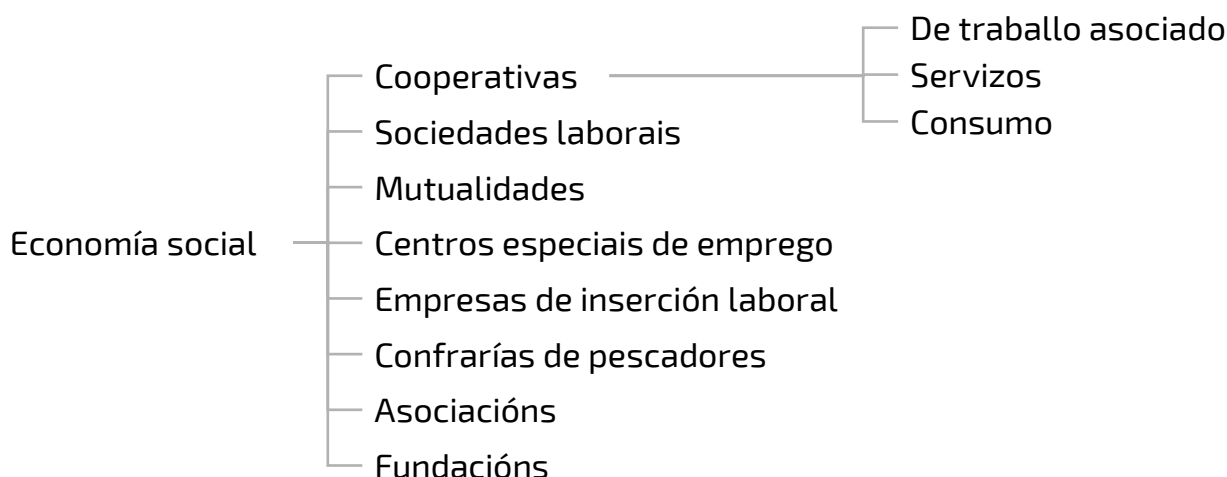 De traballo asociado
Cooperativas
Servizos
Consumo
Sociedades laborais
Mutualidades
Economía social
Centros especiais de emprego
Empresas de inserción laboral
Confrarías de pescadores
Asociacións
Fundacións